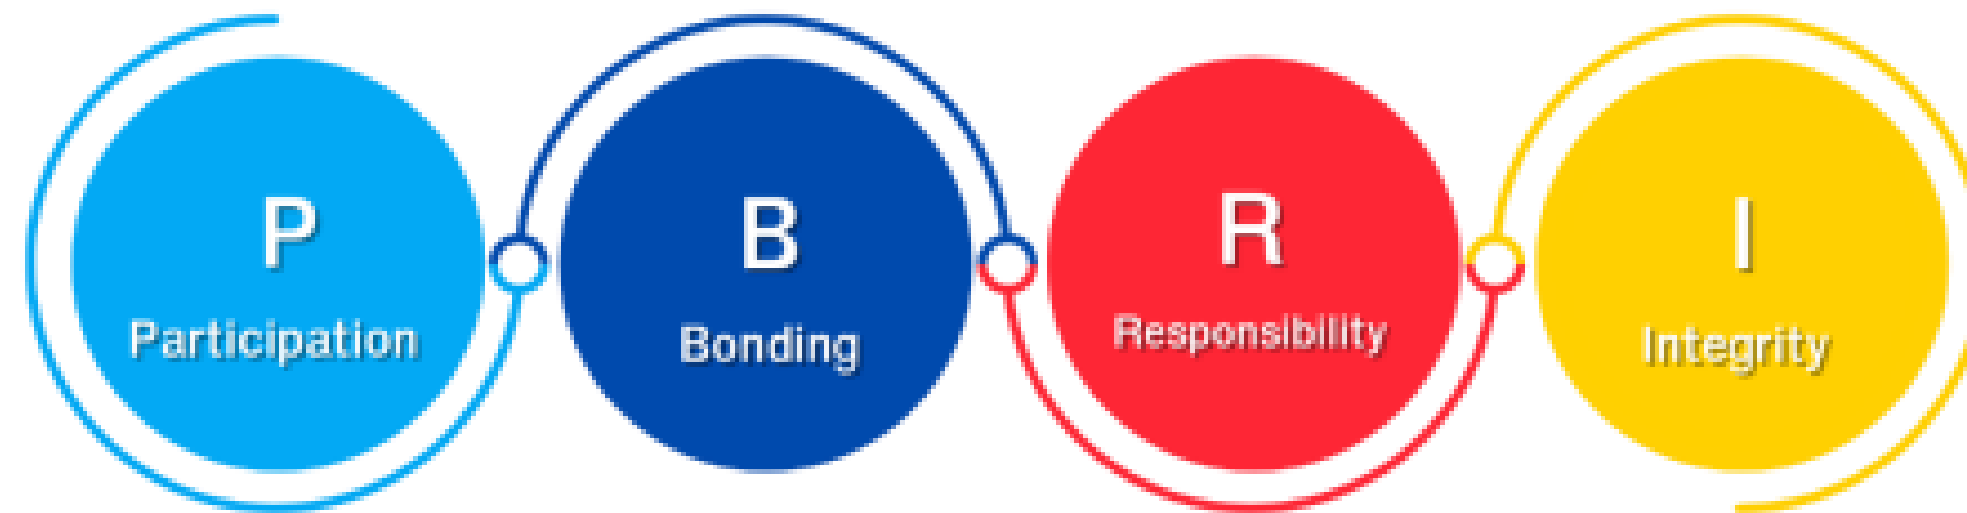 P
Participation
B
Bonding
R
Responsibility
I
Integrity